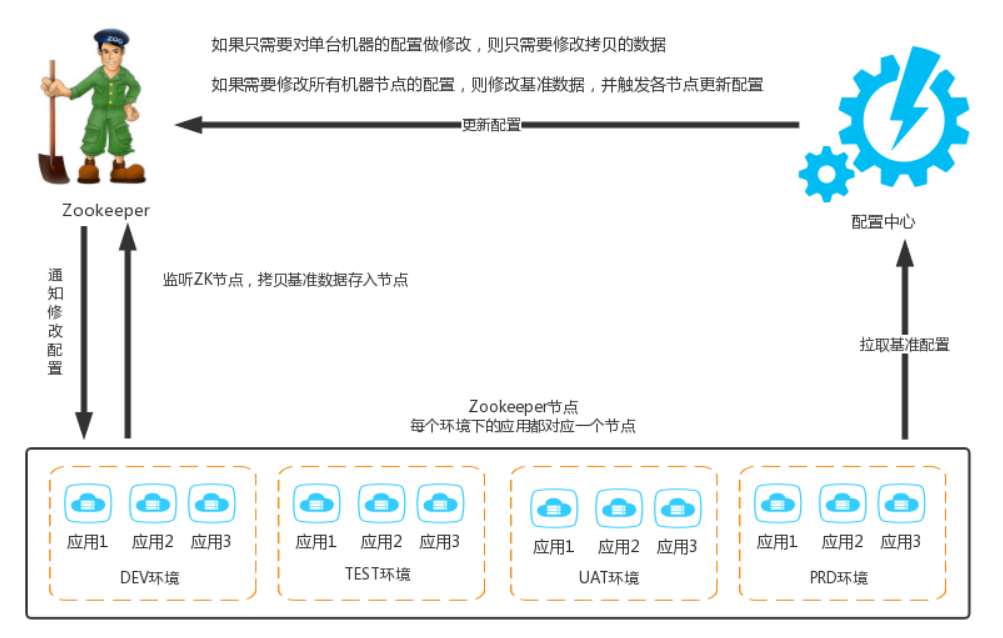 ZOO
如果只需要对单台机器的配置做修改，则只需要修改拷贝的数据
如果需要修改所有机器节点的配置，则修改基准数据，并触发各节点更新配置
更新配置
Zookeeper
配置中心
通知修改配置
监听ZK节点，拷贝基准数据存入节点
拉取基准配置
Zookeeper节点
每个环境下的应用都对应一个节点
应用1 应用2 应用3
DEV环境
应用1 应用2 应用3
TEST环境
应用1 应用2 应用3
UAT环境
应用1 应用2 应用3
PRD环境